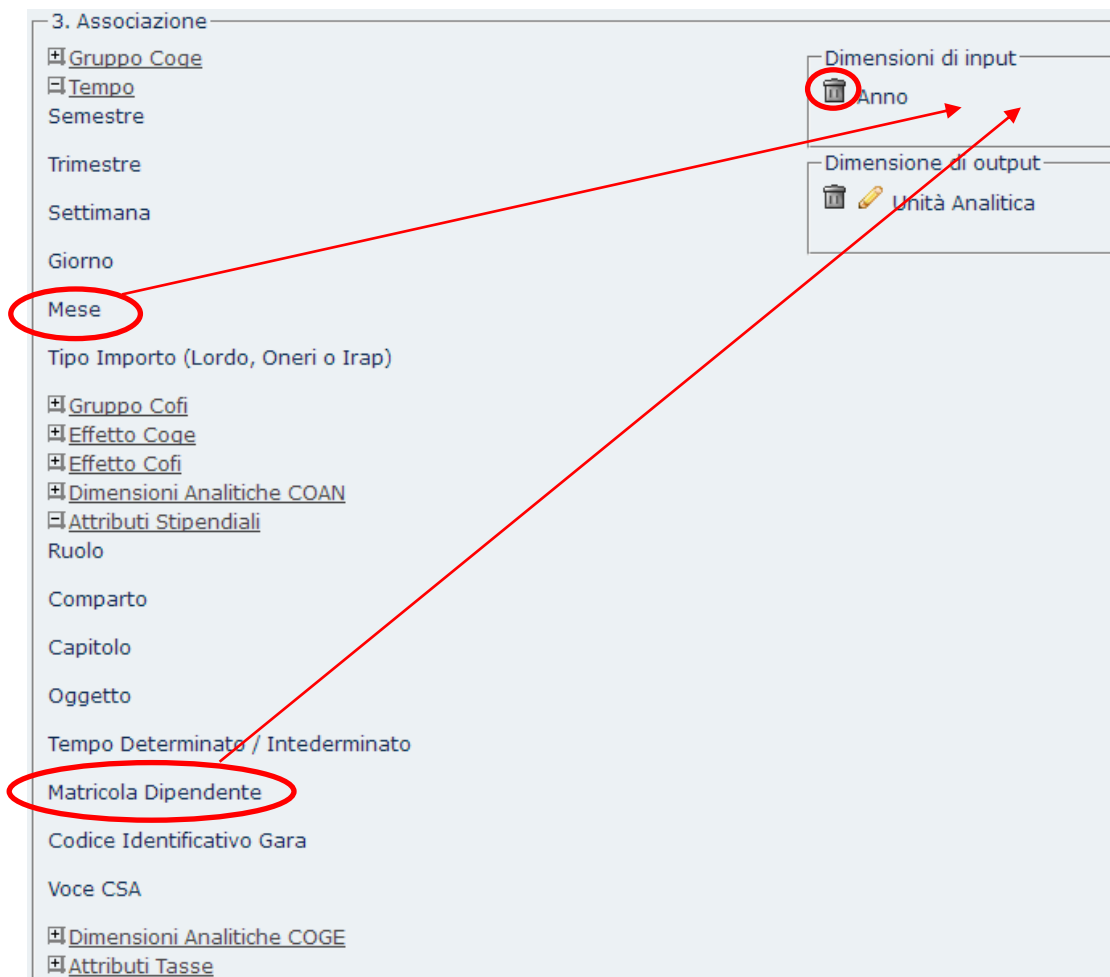 3. Associazione
Gruppo Coge
Tempo
Semestre
Trimestre
Settimana
Giorno
Mese
Tipo Importo (Lordo, Oneri o Irap)
Gruppo Cofi
Effetto Coge
Effetto Cofi
Dimensioni Analitiche COAN
Attributi Stipendiali
Ruolo
Comparto
Capitolo
Oggetto
Tempo Determinato / Intederminato
Matricola Dipendente
Codice Identificativo Gara
Voce CSA
Dimensioni Analitiche COGE
Attributi Tasse
Dimensioni di input
Anno
Dimensione di output
Unità Analitica